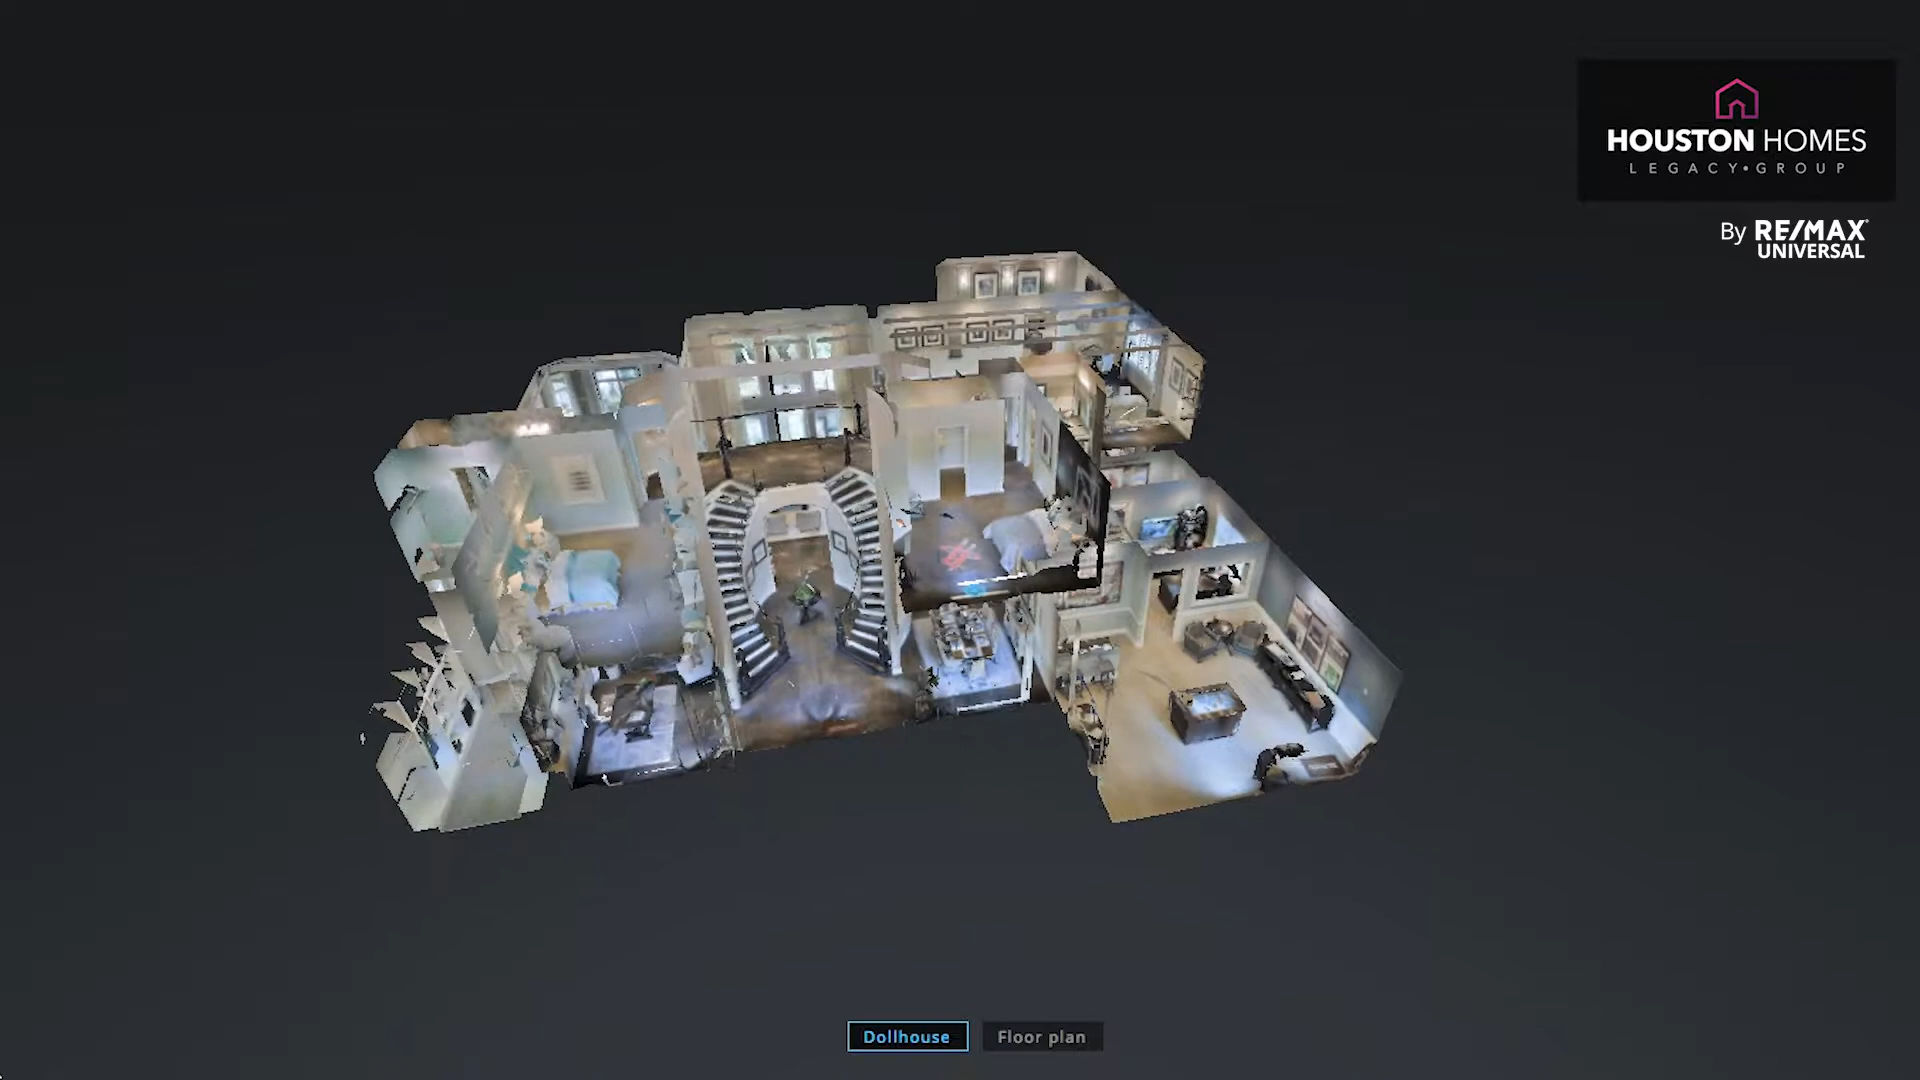 HOUSTON HOMES
LEGACY•GROUP
By RE/MAX®
UNIVERSAL
Dollhouse
Floor plan